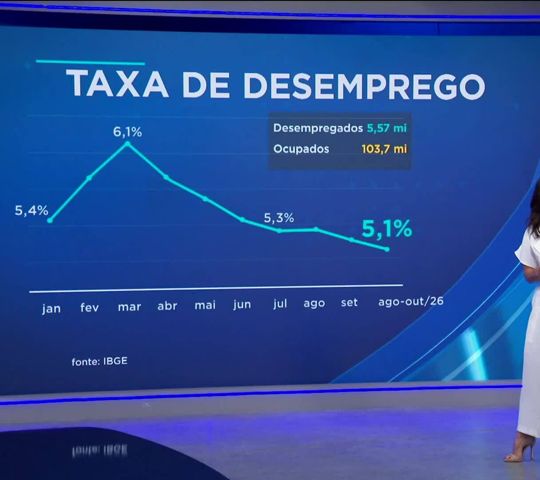 TAXA DE DESEMPREGO
Desempregados 5,57 mi
Ocupados 103,7 mi
6,1%
5,4%
5,3%
5,1%
jan fev mar abr mai jun jul ago set ago-out/26
fonte: IBGE